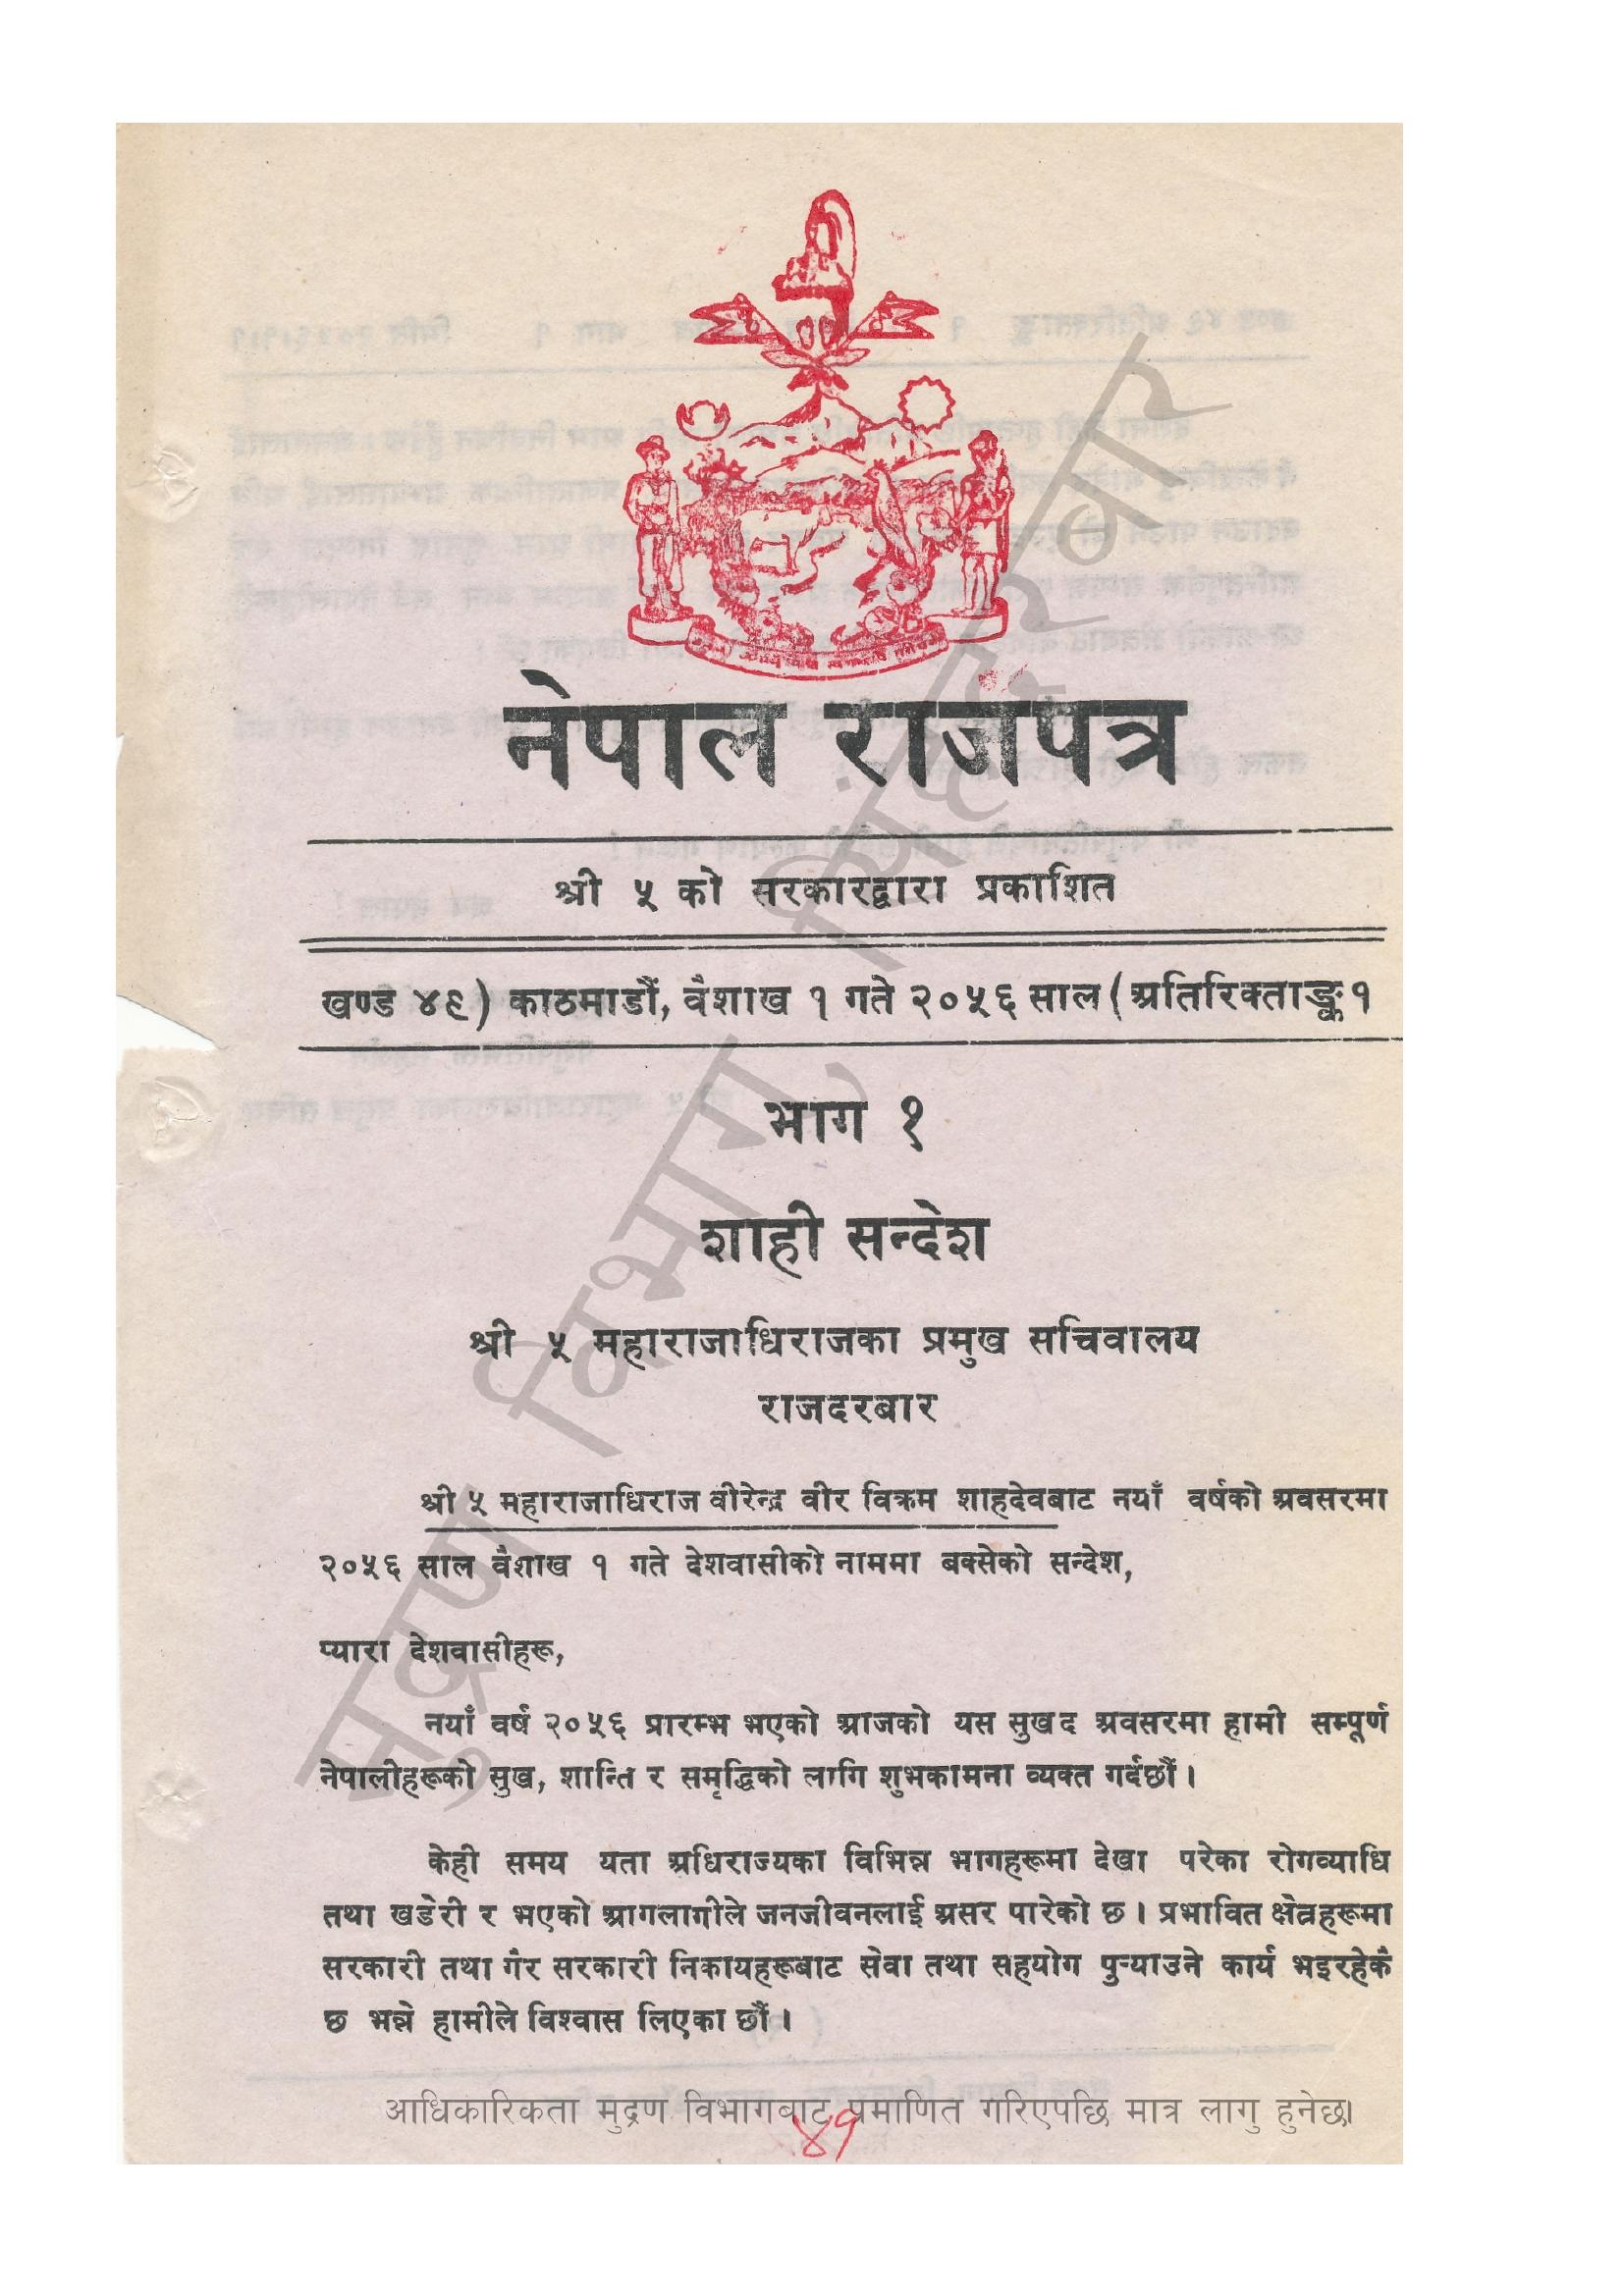 नेपाल राजपत्र
श्री ५ को सरकारद्वारा प्रकाशित
खण्ड ४९) काठमाडौं, वैशाख १ गते २०५६ साल (अतिरिक्ताङ्क १
भाग १
शाही सन्देश
श्री ५ महाराजाधिराजका प्रमुख सचिवालय
राजदरबार
श्री ५ महाराजाधिराज वीरेन्द्र वीर विक्रम शाहदेवबाट नयाँ वर्षको अवसरमा
२०५६ साल वैशाख १ गते देशवासीको नाममा बक्सेको सन्देश,
प्यारा देशवासीहरू,
नयाँ वर्ष २०५६ प्रारम्भ भएको आजको यस सुखद अवसरमा हामी सम्पूर्ण
नेपालीहरूको सुख, शान्ति र समृद्धिको लागि शुभकामना व्यक्त गर्दछौं।
केही समय यता अधिराज्यका विभिन्न भागहरूमा देखा परेका रोगव्याधि
तथा खडेरी र भएको आगलागीले जनजीवनलाई असर पारेको छ। प्रभावित क्षेत्रहरूमा
सरकारी तथा गैर सरकारी निकायहरूबाट सेवा तथा सहयोग पुऱ्याउने कार्य भइरहेकै
छ भन्ने हामीले विश्वास लिएका छौं।
मुद्रण विभाग, सिंहदरबार
आधिकारिकता मुद्रण विभागबाट प्रमाणित गरिएपछि मात्र लागु हुनेछ।
४१